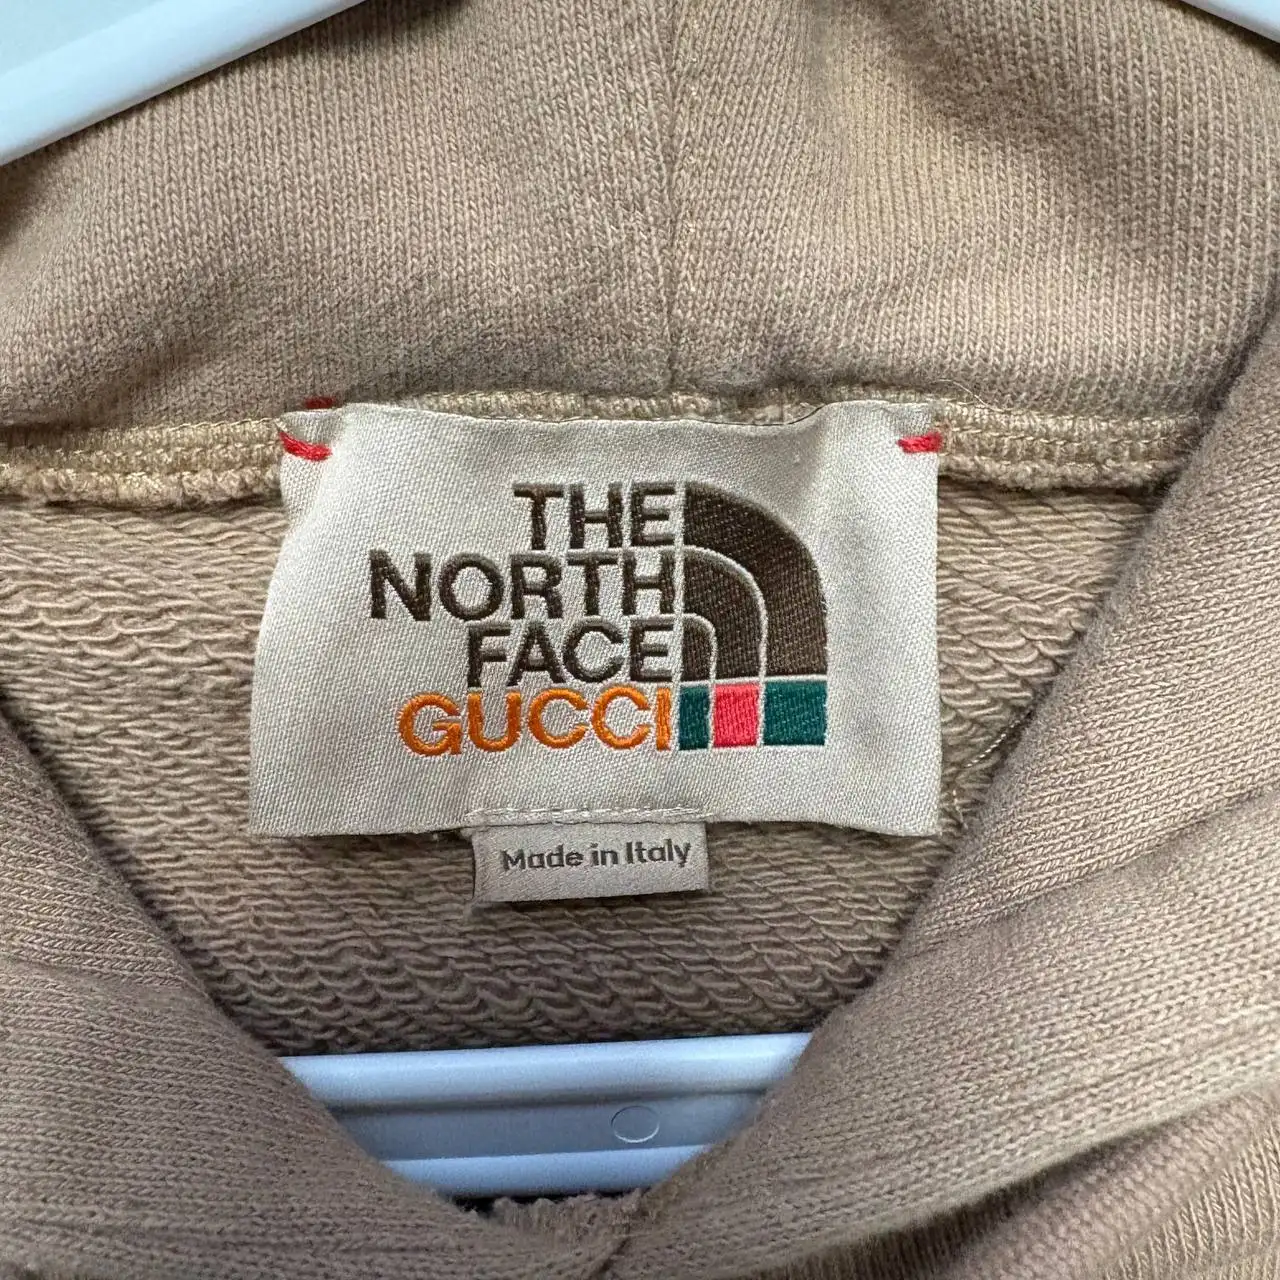 THE
NORTH
FACE
GUCCI
Made in Italy